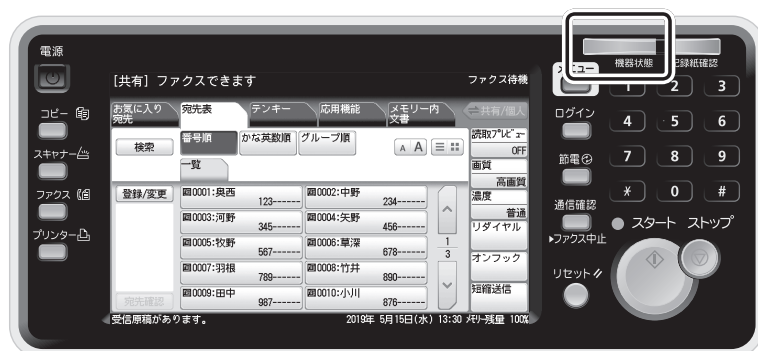 電源
コピー
スキャナー
ファクス
プリンター
[共有] ファクスできます
ファクス待機
お気に入り
宛先
宛先表
テンキー
応用機能
メモリー内
文書
共有/個人
検索
番号順
かな英数順
グループ順
A A
一覧
読取プレビュー
OFF
画質
高画質
濃度
普通
リダイヤル
オンフック
短縮送信
登録/変更
0001:奥西
123------
0002:中野
234------
0003:河野
345------
0004:矢野
456------
0005:牧野
567------
0006:草深
678------
0007:羽根
789------
0008:竹井
890------
0009:田中
987------
0010:小川
876------
1
3
宛先確認
受信原稿があります。
2019年 5月15日(水) 13:30 メモリー残量 100%
機器状態
記録紙確認
メニュー
ログイン
節電
通信確認
▶ファクス中止
リセット
1 2 3
4 5 6
7 8 9
* 0 #
スタート
ストップ